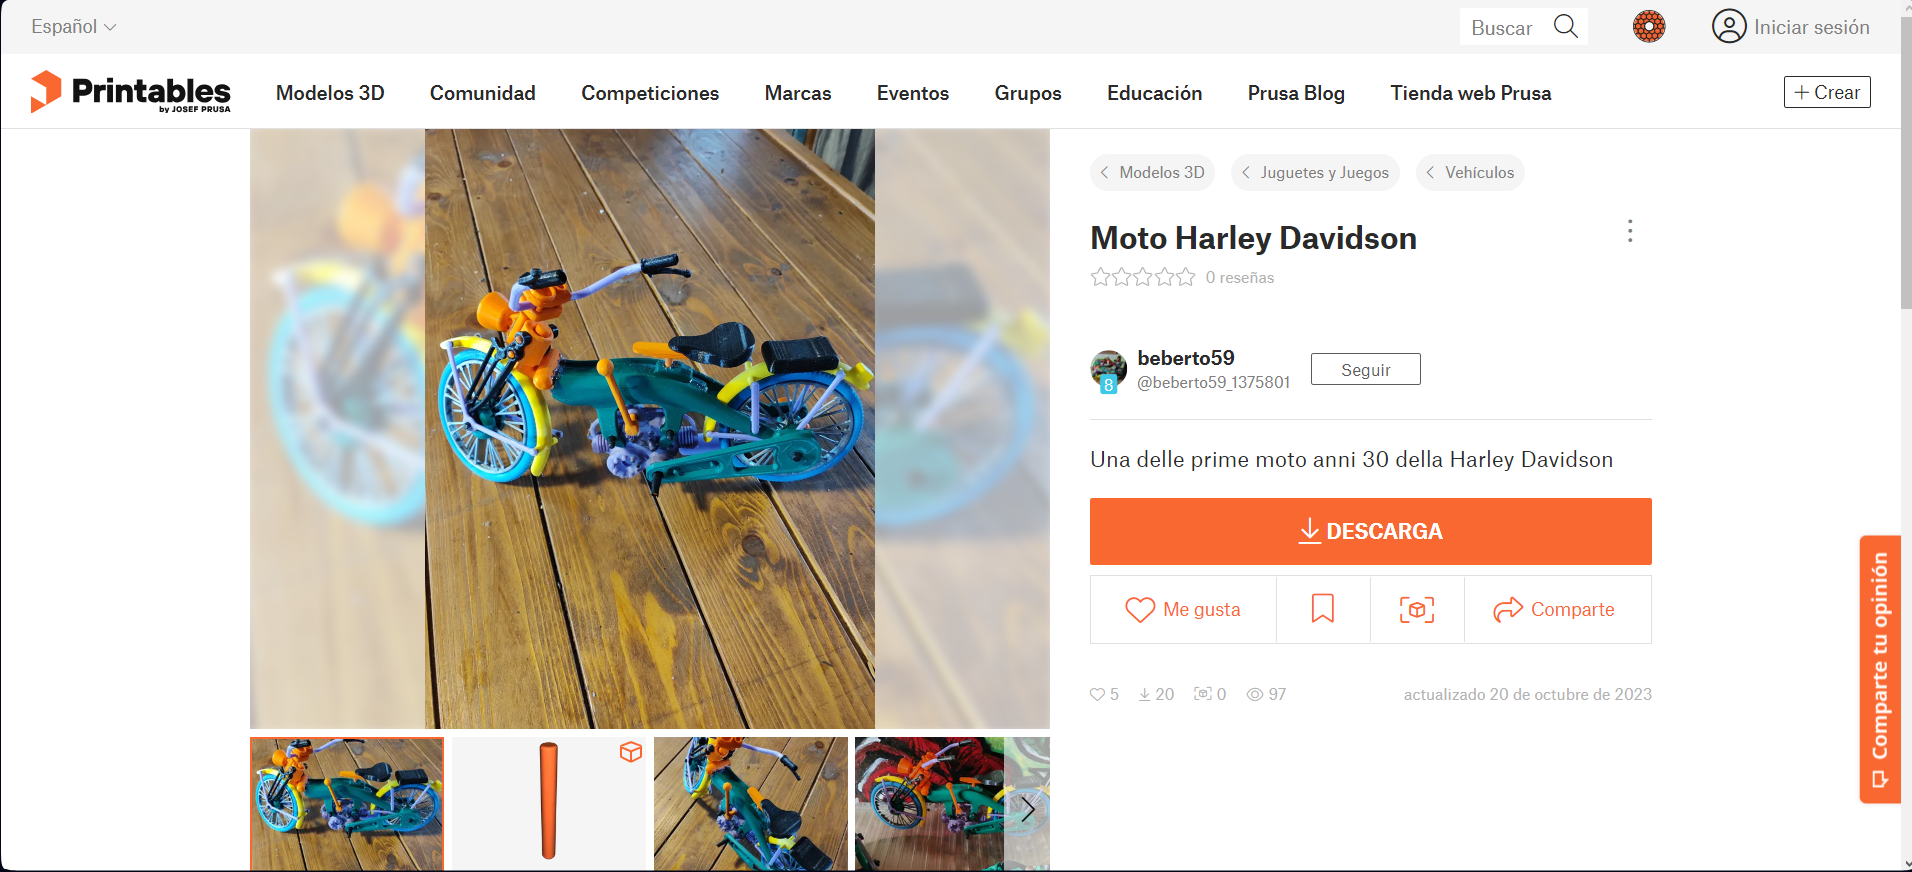 Español
Buscar
Iniciar sesión
Printables
by JOSEF PRUSA
Modelos 3D
Comunidad
Competiciones
Marcas
Eventos
Grupos
Educación
Prusa Blog
Tienda web Prusa
+ Crear
Modelos 3D
Juguetes y Juegos
Vehículos
Moto Harley Davidson
0 reseñas
8
beberto59
@beberto59_1375801
Seguir
Una delle prime moto anni 30 della Harley Davidson
DESCARGA
Me gusta
Comparte
5 20 0 97
actualizado 20 de octubre de 2023
Comparte tu opinión